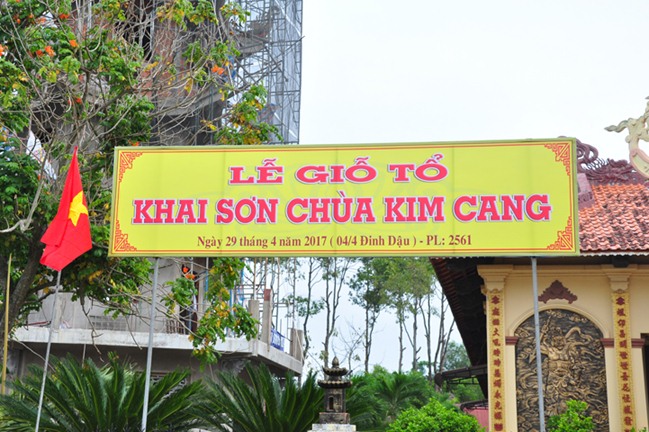 LỄ GIỖ TỔ
KHAI SƠN CHÙA KIM CANG
Ngày 29 tháng 4 năm 2017 ( 04/4 Đinh Dậu ) - PL: 2561